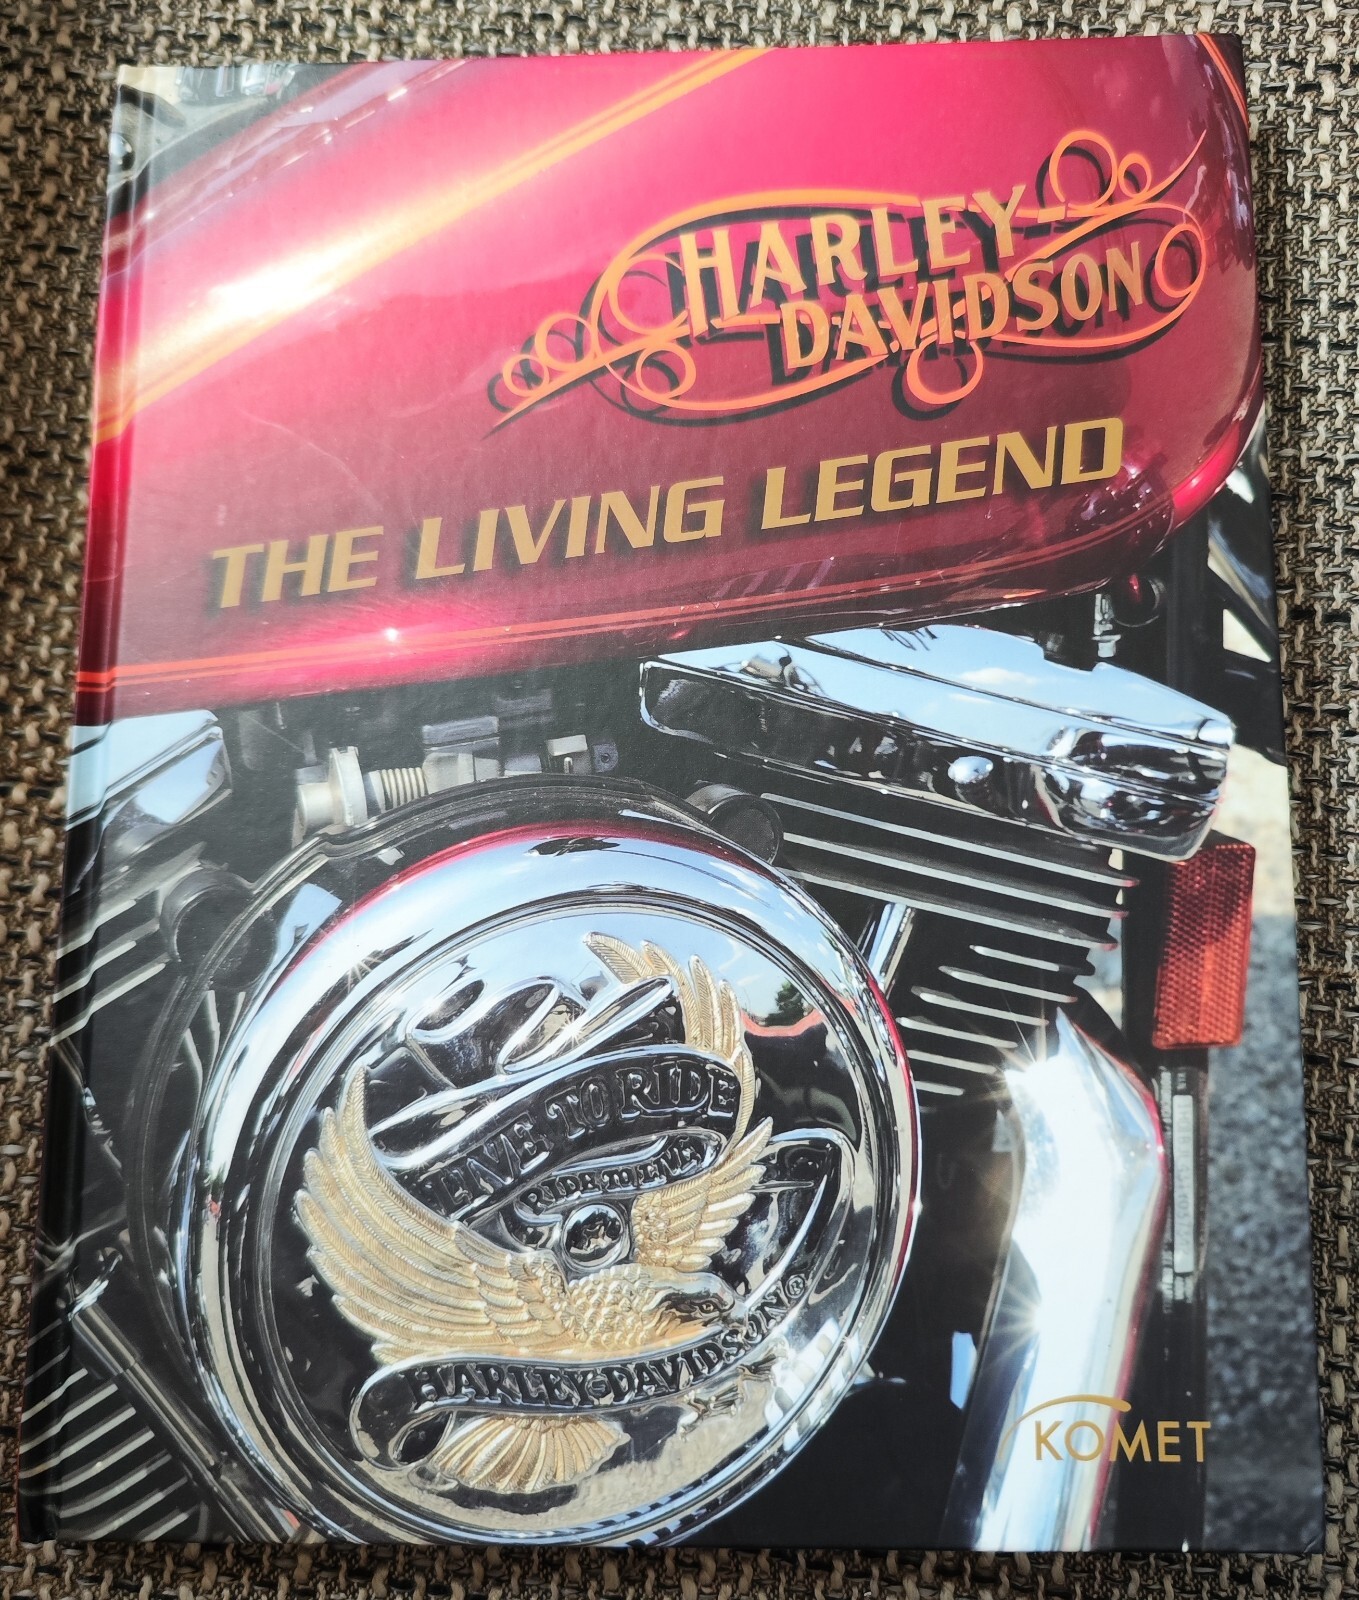 HARLEY-
DAVIDSON
THE LIVING LEGEND
LIVE TO RIDE
RIDE TO LIVE
HARLEY-DAVIDSON®
KOMET